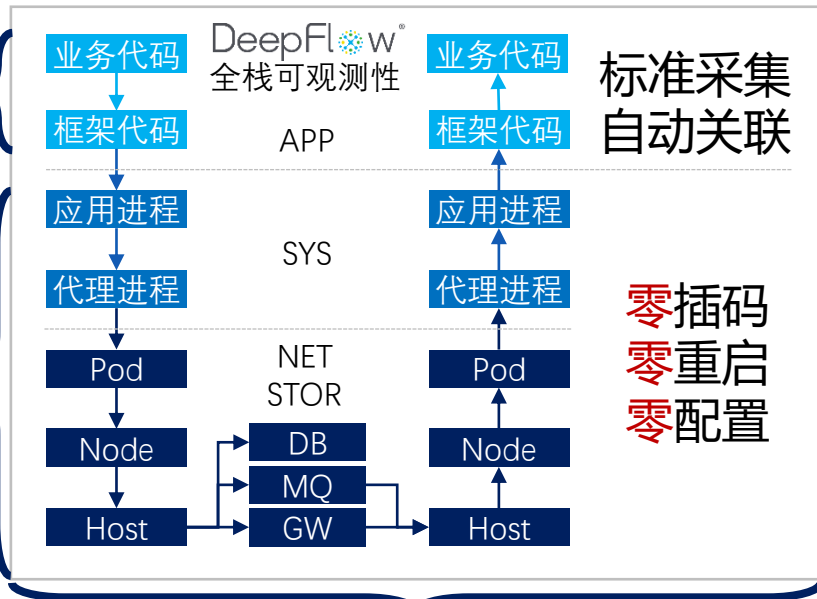 DeepFlow®
全栈可观测性
业务代码
框架代码
APP
业务代码
框架代码
标准采集
自动关联
应用进程
代理进程
SYS
应用进程
代理进程
零插码
零重启
零配置
Pod
Node
Host
NET
STOR
DB
MQ
GW
Pod
Node
Host